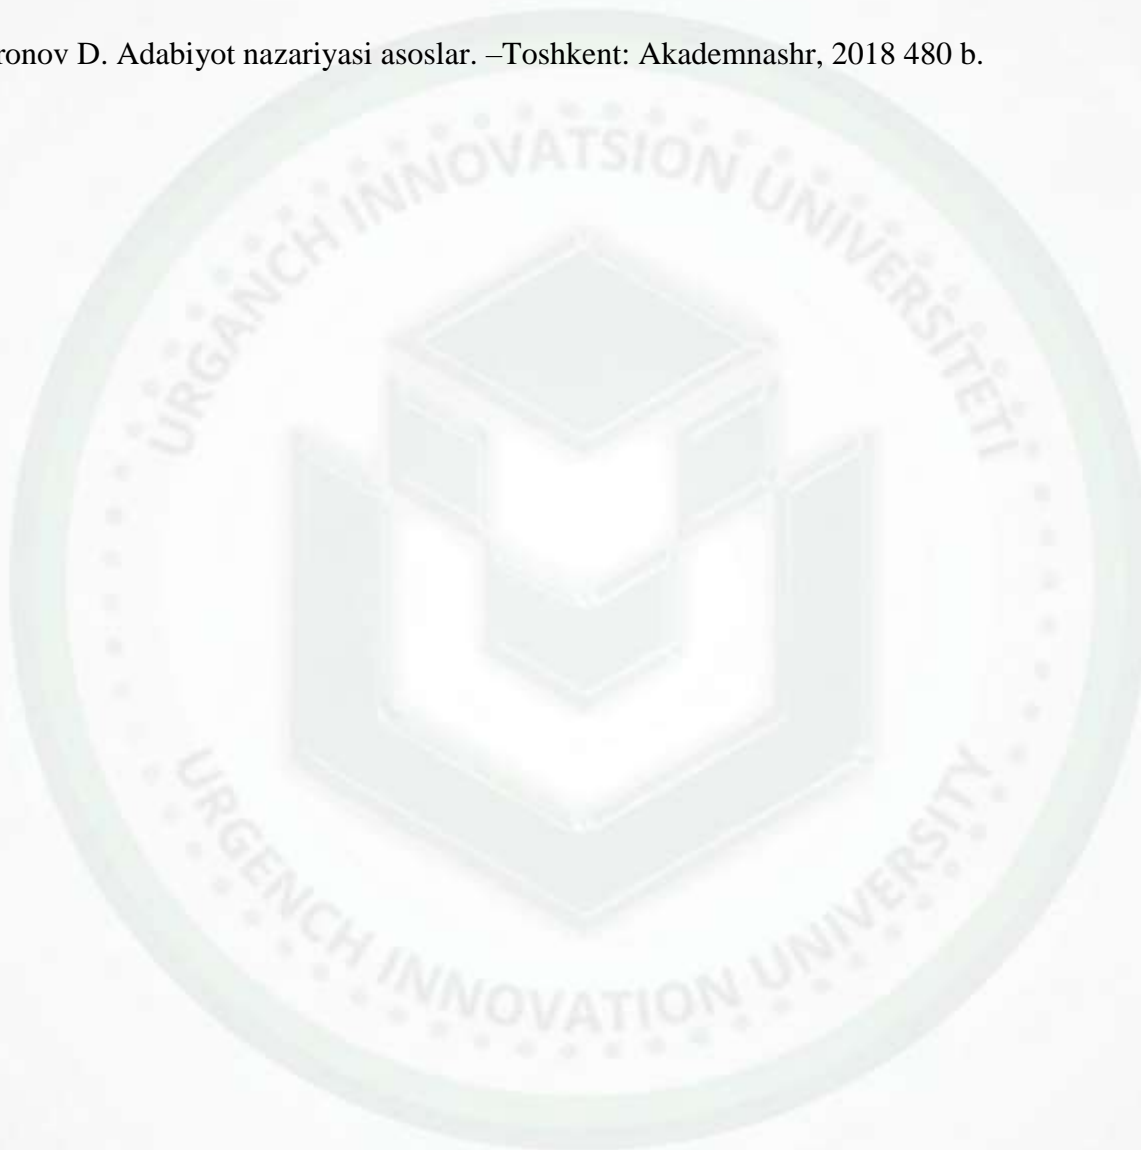 ronov D. Adabiyot nazariyasi asoslar. –Toshkent: Akademnashr, 2018 480 b.
URGANCH INNOVATSION UNIVERSITETI
URGENCH INNOVATION UNIVERSITY